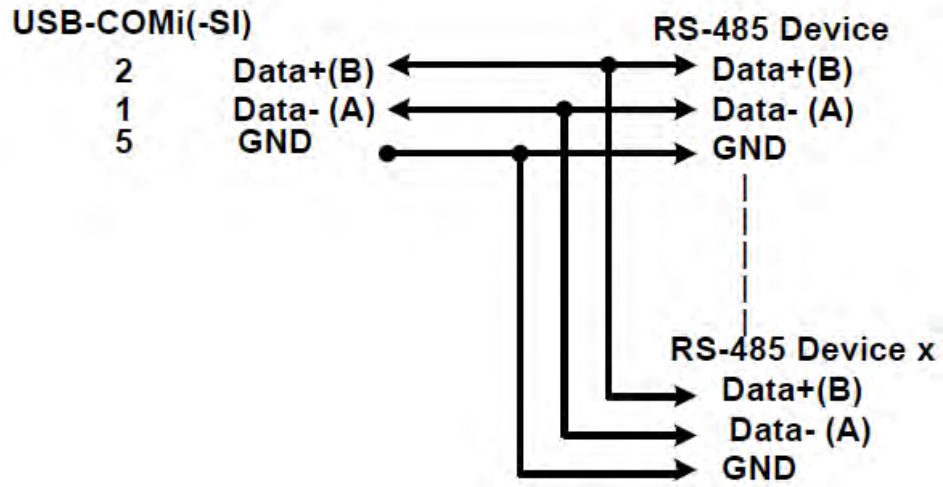 USB-COMi(-SI) RS-485 Device
2 Data+(B) Data+(B)
1 Data- (A) Data- (A)
5 GND GND
RS-485 Device x
Data+(B)
Data- (A)
GND